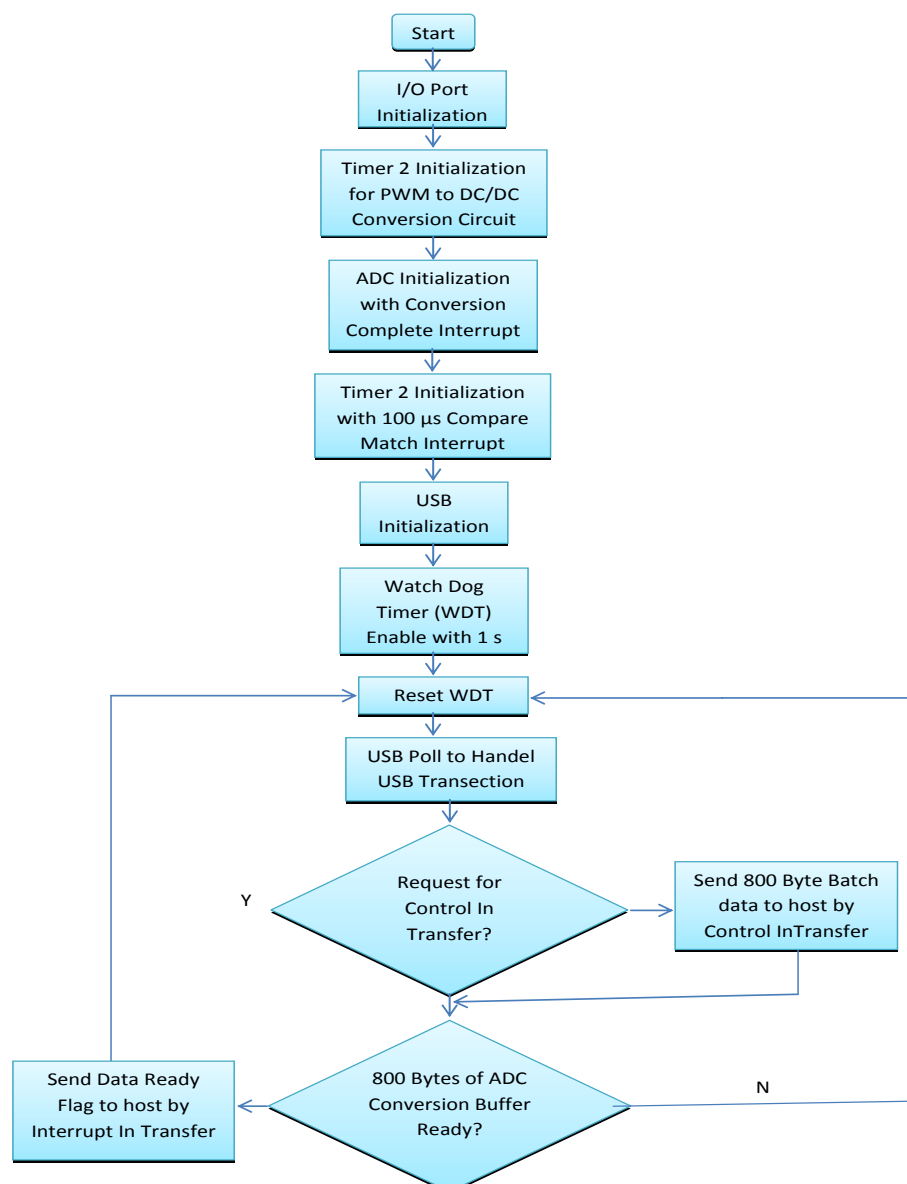 Start
I/O Port
Initialization
Timer 2 Initialization
for PWM to DC/DC
Conversion Circuit
ADC Initialization
with Conversion
Complete Interrupt
Timer 2 Initialization
with 100 µs Compare
Match Interrupt
USB
Initialization
Watch Dog
Timer (WDT)
Enable with 1 s
Reset WDT
USB Poll to Handel
USB Transection
Y
Request for
Control In
Transfer?
Send 800 Byte Batch
data to host by
Control InTransfer
Send Data Ready
Flag to host by
Interrupt In Transfer
800 Bytes of ADC
Conversion Buffer
Ready?
N